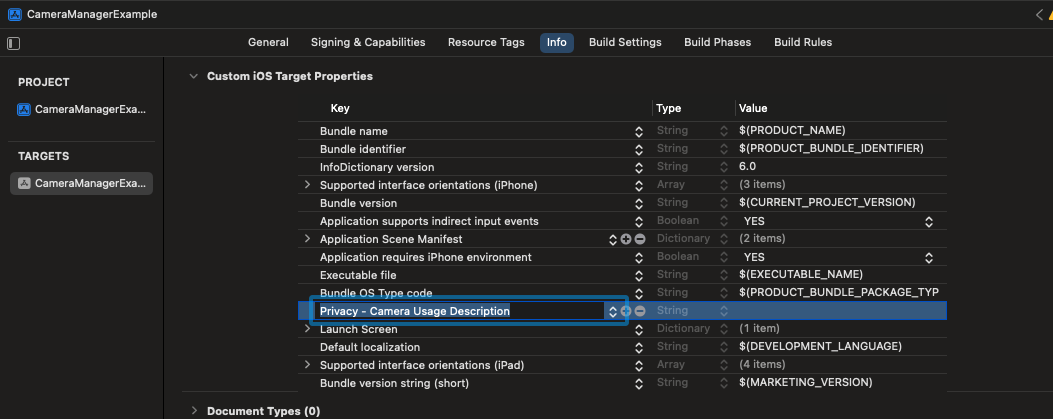 CameraManagerExample
General Signing & Capabilities Resource Tags Info Build Settings Build Phases Build Rules
PROJECT
CameraManagerExa...
TARGETS
CameraManagerExa...
Custom iOS Target Properties
Key Type Value
Bundle name String $(PRODUCT_NAME)
Bundle identifier String $(PRODUCT_BUNDLE_IDENTIFIER)
InfoDictionary version String 6.0
Supported interface orientations (iPhone) Array (3 items)
Bundle version String $(CURRENT_PROJECT_VERSION)
Application supports indirect input events Boolean YES
Application Scene Manifest Dictionary (2 items)
Application requires iPhone environment Boolean YES
Executable file String $(EXECUTABLE_NAME)
Bundle OS Type code String $(PRODUCT_BUNDLE_PACKAGE_TYP
Privacy - Camera Usage Description String
Launch Screen Dictionary (1 item)
Default localization String $(DEVELOPMENT_LANGUAGE)
Supported interface orientations (iPad) Array (4 items)
Bundle version string (short) String $(MARKETING_VERSION)
Document Types (0)